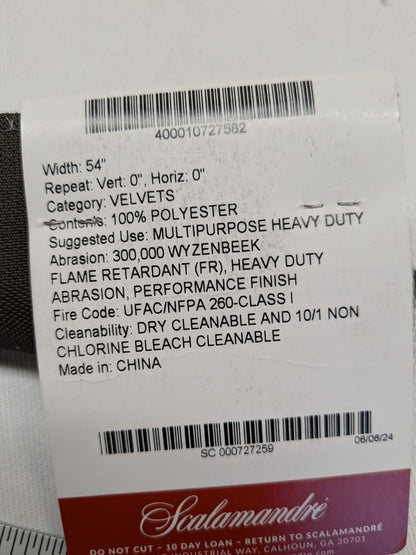 400010727582
Width: 54"
Repeat: Vert: 0", Horiz: 0"
Category: VELVETS
Contents: 100% POLYESTER
Suggested Use: MULTIPURPOSE HEAVY DUTY
Abrasion: 300,000 WYZENBEEK
FLAME RETARDANT (FR), HEAVY DUTY
ABRASION, PERFORMANCE FINISH
Fire Code: UFAC/NFPA 260-CLASS I
Cleanability: DRY CLEANABLE AND 10/1 NON
CHLORINE BLEACH CLEANABLE
Made in: CHINA
SC 000727259
06/06/24
Scalamandré
DO NOT CUT - 10 DAY LOAN - RETURN TO SCALAMANDRÉ
INDUSTRIAL WAY, CALHOUN, GA 30701